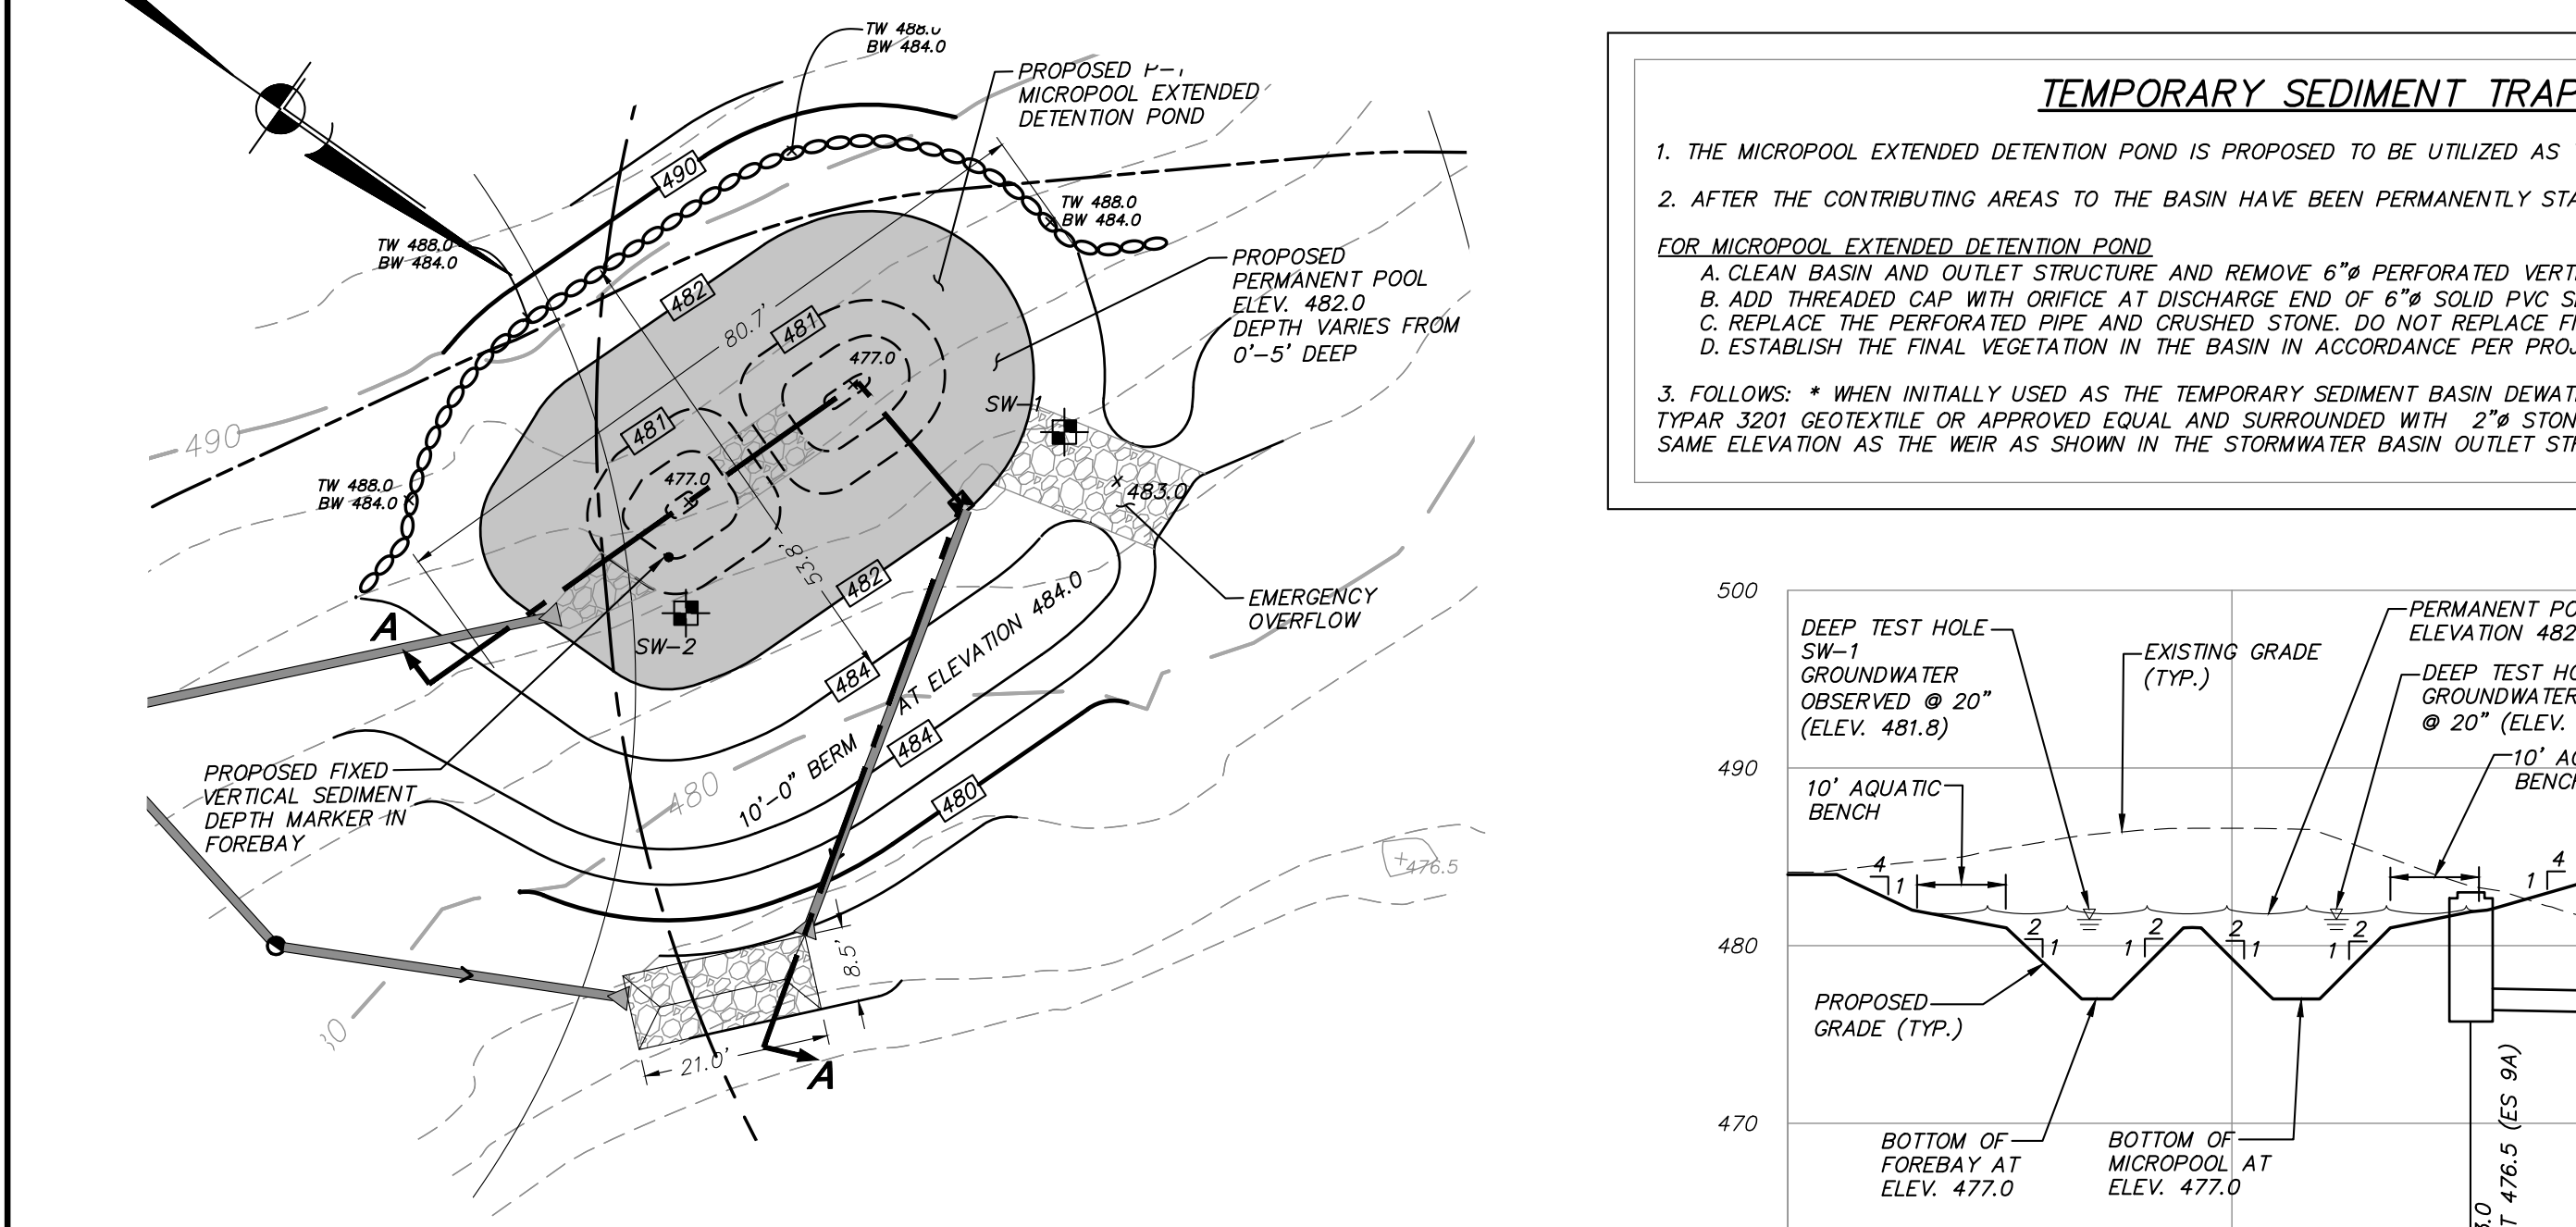 TW 488.0
BW 484.0
PROPOSED P-1
MICROPOOL EXTENDED
DETENTION POND
490
TW 488.0
BW 484.0
TW 488.0
BW 484.0
482
80.7'
481
477.0
PROPOSED
PERMANENT POOL
ELEV. 482.0
DEPTH VARIES FROM
0'-5' DEEP
490
481
477.0
SW-1
483.0
TW 488.0
BW 484.0
53.8'
482
EMERGENCY
OVERFLOW
A
SW-2
484
10'-0" BERM AT ELEVATION 484.0
484
480
480
PROPOSED FIXED
VERTICAL SEDIMENT
DEPTH MARKER IN
FOREBAY
476.5
8.5'
21.0'
A
TEMPORARY SEDIMENT TRAP
1. THE MICROPOOL EXTENDED DETENTION POND IS PROPOSED TO BE UTILIZED AS
2. AFTER THE CONTRIBUTING AREAS TO THE BASIN HAVE BEEN PERMANENTLY
FOR MICROPOOL EXTENDED DETENTION POND
A. CLEAN BASIN AND OUTLET STRUCTURE AND REMOVE 6"ø PERFORATED
B. ADD THREADED CAP WITH ORIFICE AT DISCHARGE END OF 6"ø SOLID PVC
C. REPLACE THE PERFORATED PIPE AND CRUSHED STONE. DO NOT REPLACE
D. ESTABLISH THE FINAL VEGETATION IN THE BASIN IN ACCORDANCE PER
3. FOLLOWS: * WHEN INITIALLY USED AS THE TEMPORARY SEDIMENT BASIN
TYPAR 3201 GEOTEXTILE OR APPROVED EQUAL AND SURROUNDED WITH 2"ø
SAME ELEVATION AS THE WEIR AS SHOWN IN THE STORMWATER BASIN OUTLET
500
490
480
470
DEEP TEST HOLE
SW-1
GROUNDWATER
OBSERVED @ 20"
(ELEV. 481.8)
EXISTING GRADE
(TYP.)
PERMANENT
ELEVATION 482
DEEP TEST
GROUNDWATER
@ 20" (ELEV.
10' AQUATIC
BENCH
10'
BENCH
4
1
2
1
2
1
2
1
2
1
4
1
PROPOSED
GRADE (TYP.)
BOTTOM OF
FOREBAY AT
ELEV. 477.0
BOTTOM OF
MICROPOOL AT
ELEV. 477.0
476.5 (ES 9A)